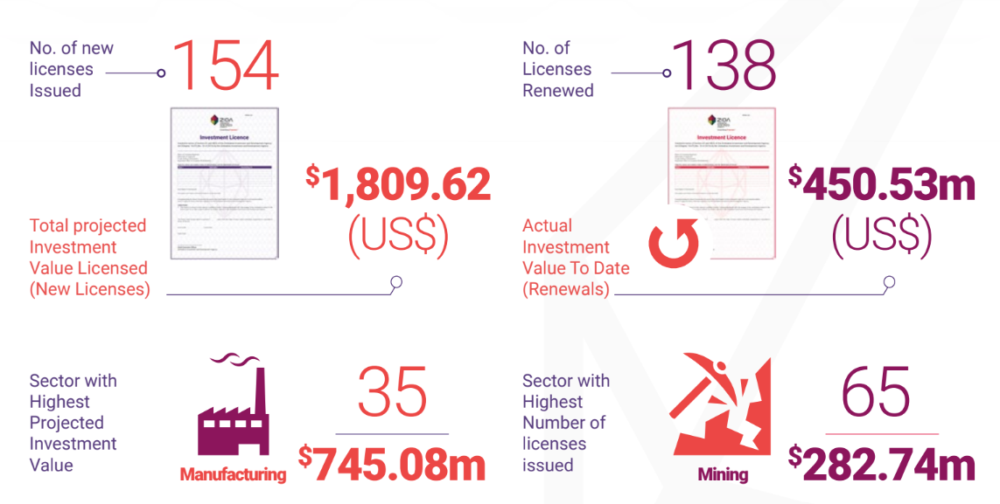 No. of new
licenses
Issued
154
ZIDA
Investment Licence
$1,809.62
(US$)
Total projected
Investment
Value Licensed
(New Licenses)
No. of
Licenses
Renewed
138
ZIDA
Investment Licence
$450.53m
(US$)
Actual
Investment
Value To Date
(Renewals)
Sector with
Highest
Projected
Investment
Value
Manufacturing
35
$745.08m
Sector with
Highest
Number of
licenses
issued
Mining
65
$282.74m